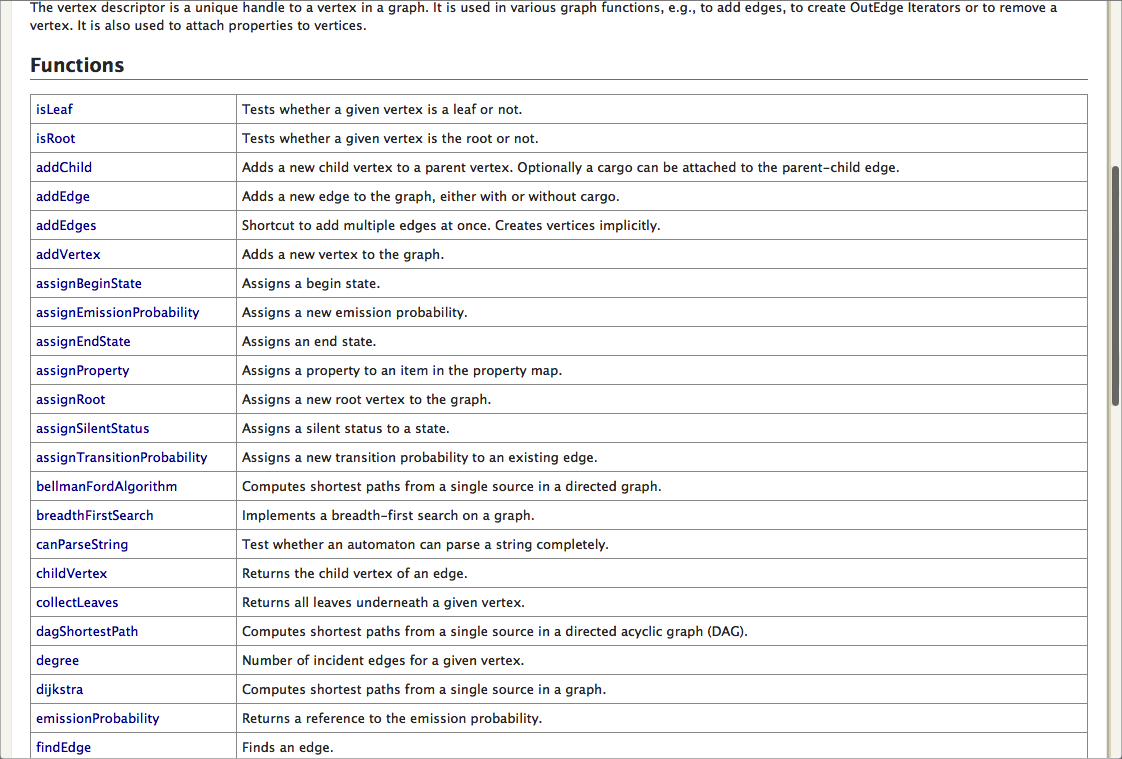 The vertex descriptor is a unique handle to a vertex in a graph. It is used in various graph functions, e.g., to add edges, to create OutEdge Iterators or to remove a
vertex. It is also used to attach properties to vertices.
Functions
isLeaf Tests whether a given vertex is a leaf or not.
isRoot Tests whether a given vertex is the root or not.
addChild Adds a new child vertex to a parent vertex. Optionally a cargo can be attached to the parent-child edge.
addEdge Adds a new edge to the graph, either with or without cargo.
addEdges Shortcut to add multiple edges at once. Creates vertices implicitly.
addVertex Adds a new vertex to the graph.
assignBeginState Assigns a begin state.
assignEmissionProbability Assigns a new emission probability.
assignEndState Assigns an end state.
assignProperty Assigns a property to an item in the property map.
assignRoot Assigns a new root vertex to the graph.
assignSilentStatus Assigns a silent status to a state.
assignTransitionProbability Assigns a new transition probability to an existing edge.
bellmanFordAlgorithm Computes shortest paths from a single source in a directed graph.
breadthFirstSearch Implements a breadth-first search on a graph.
canParseString Test whether an automaton can parse a string completely.
childVertex Returns the child vertex of an edge.
collectLeaves Returns all leaves underneath a given vertex.
dagShortestPath Computes shortest paths from a single source in a directed acyclic graph (DAG).
degree Number of incident edges for a given vertex.
dijkstra Computes shortest paths from a single source in a graph.
emissionProbability Returns a reference to the emission probability.
findEdge Finds an edge.